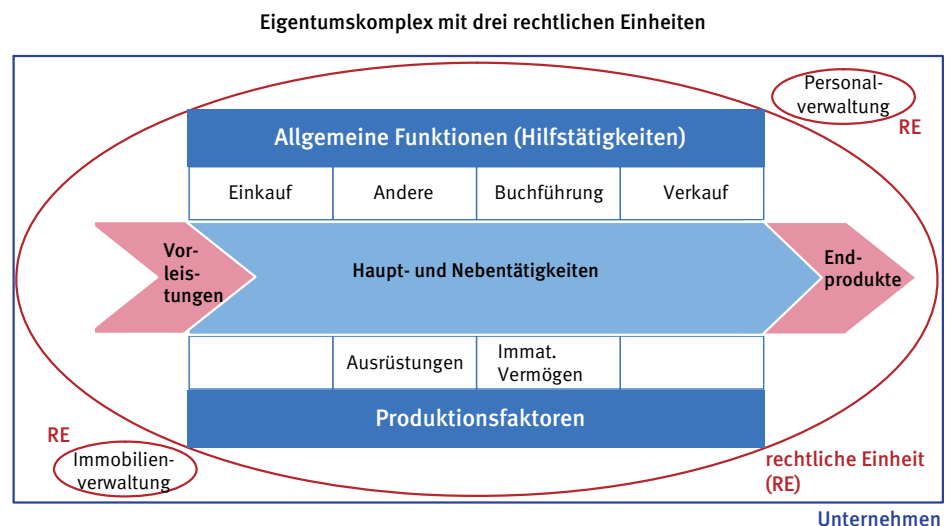 Eigentumskomplex mit drei rechtlichen Einheiten
Personal-
verwaltung
RE
Allgemeine Funktionen (Hilfstätigkeiten)
Einkauf
Andere
Buchführung
Verkauf
Vor-
leis-
tungen
Haupt- und Nebentätigkeiten
End-
produkte
Ausrüstungen
Immat.
Vermögen
Produktionsfaktoren
RE
Immobilien-
verwaltung
rechtliche Einheit
(RE)
Unternehmen